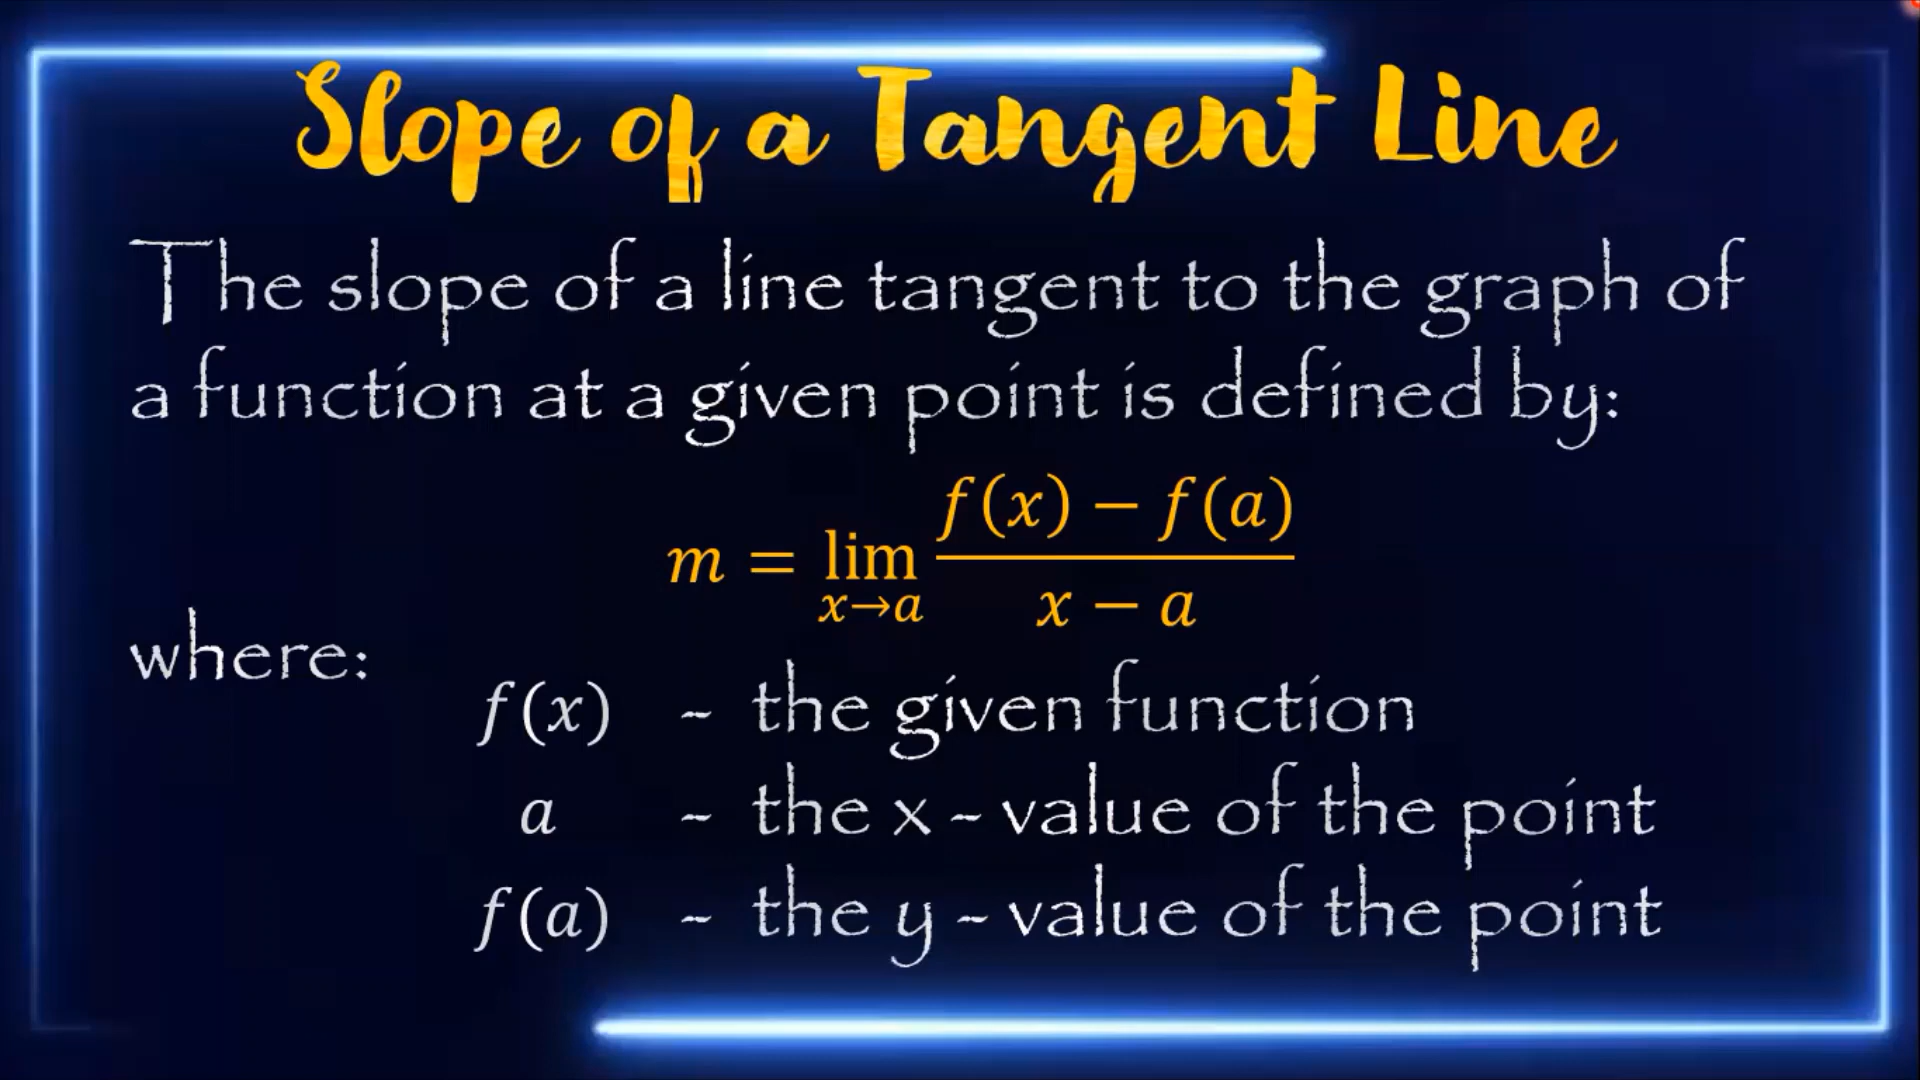 Slope of a Tangent Line
The slope of a line tangent to the graph of
a function at a given point is defined by:
m = lim x→a (f(x) − f(a)) / (x − a)
where:
f(x) - the given function
a - the x - value of the point
f(a) - the y - value of the point